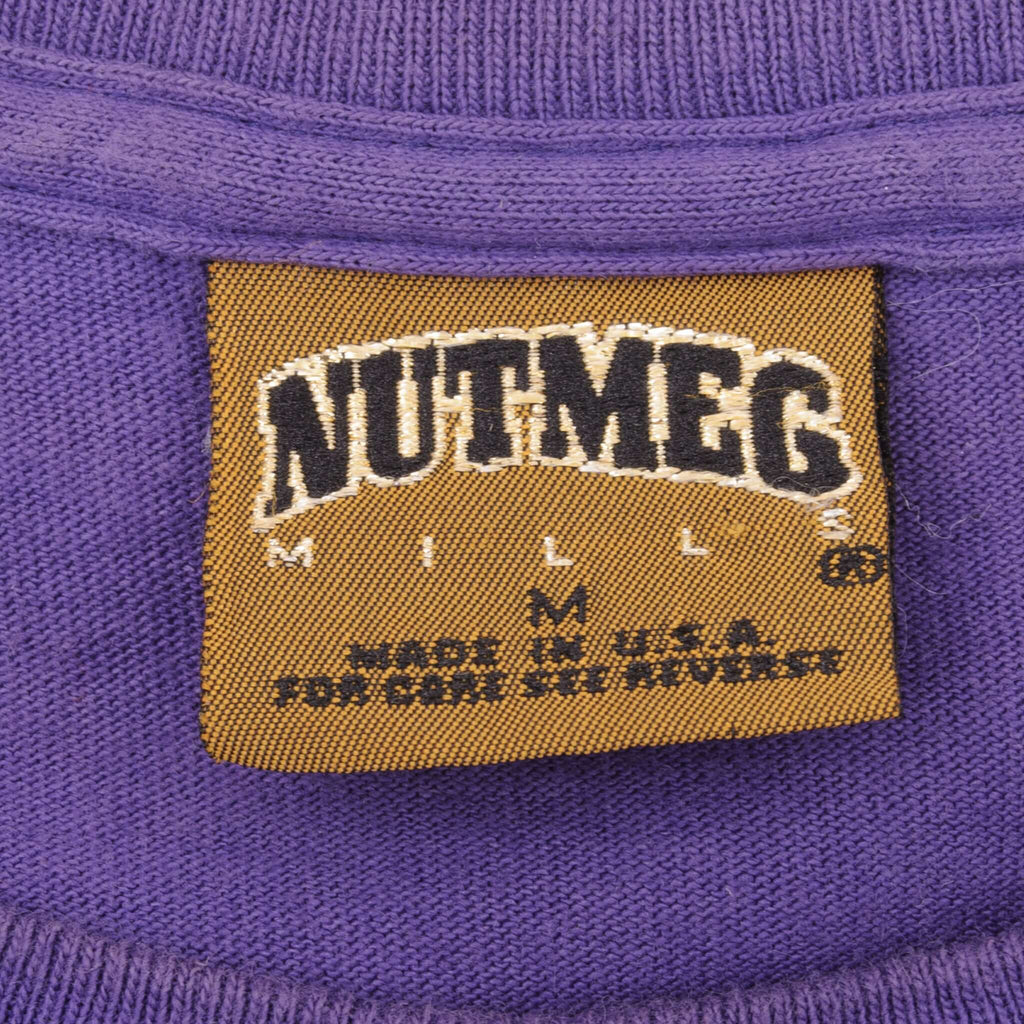 NUTMEG
MILLS
®
M
MADE IN U.S.A.
FOR CARE SEE REVERSE